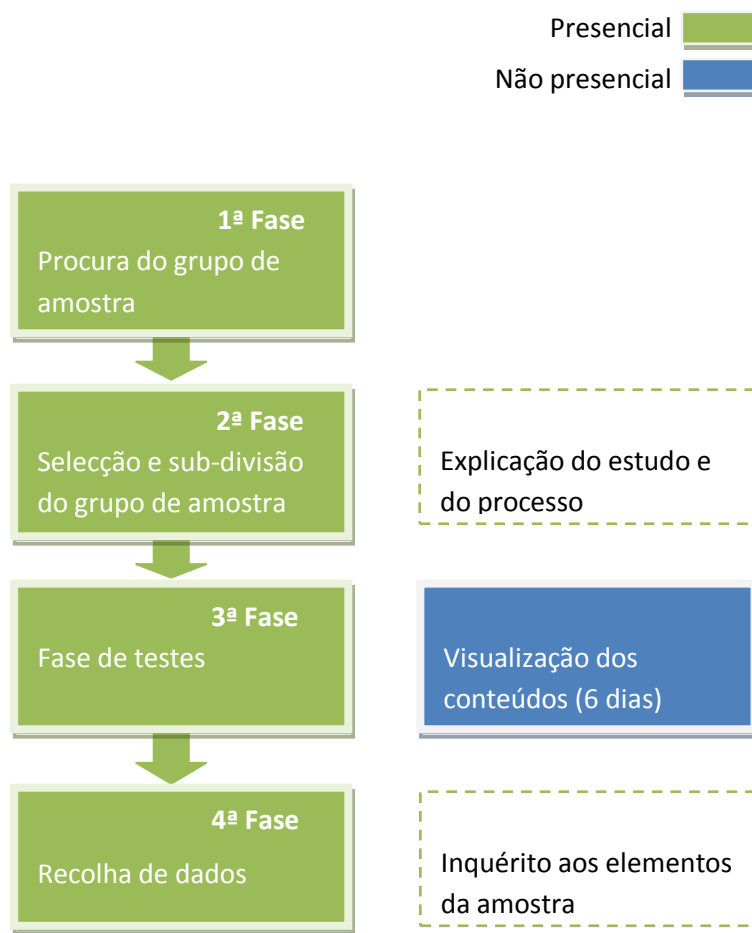 Presencial
Não presencial
1ª Fase
Procura do grupo de
amostra
2ª Fase
Selecção e sub-divisão
do grupo de amostra
Explicação do estudo e
do processo
3ª Fase
Fase de testes
Visualização dos
conteúdos (6 dias)
4ª Fase
Recolha de dados
Inquérito aos elementos
da amostra